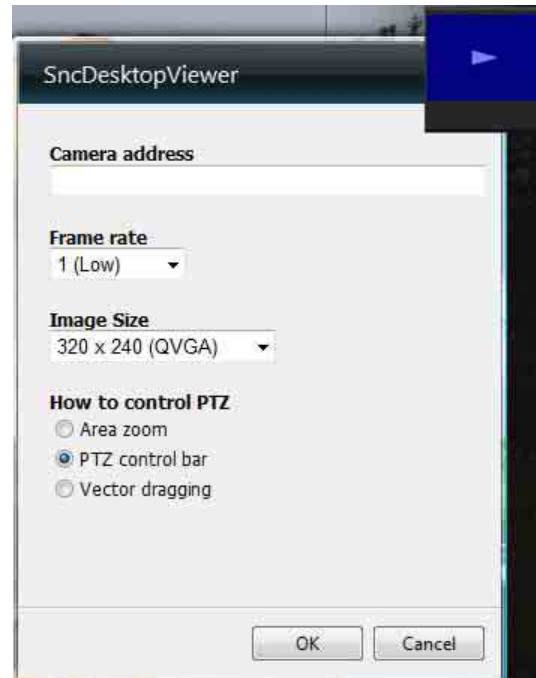 SncDesktopViewer
Camera address
Frame rate
1 (Low)
Image Size
320 x 240 (QVGA)
How to control PTZ
Area zoom
PTZ control bar
Vector dragging
OK Cancel